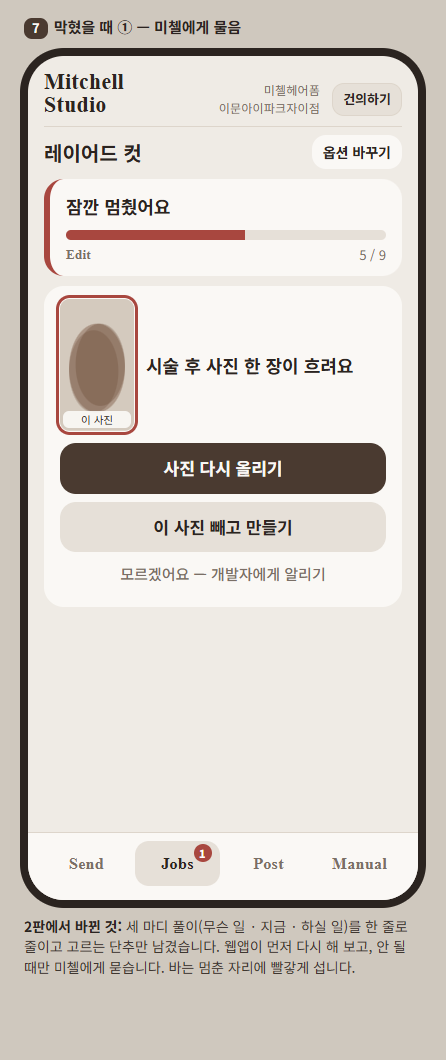 7 막혔을 때 ① — 미첼에게 물음
Mitchell
Studio
미첼헤어폼
이문아이파크자이점
건의하기
레이어드 컷
옵션 바꾸기
잠깐 멈췄어요
Edit
5 / 9
이 사진
시술 후 사진 한 장이 흐려요
사진 다시 올리기
이 사진 빼고 만들기
모르겠어요 — 개발자에게 알리기
Send
Jobs
1
Post
Manual
2판에서 바뀐 것: 세 마디 풀이(무슨 일 · 지금 · 하실 일)를 한 줄로
줄이고 고르는 단추만 남겼습니다. 웹앱이 먼저 다시 해 보고, 안 될
때만 미첼에게 묻습니다. 바는 멈춘 자리에 빨갛게 섭니다.